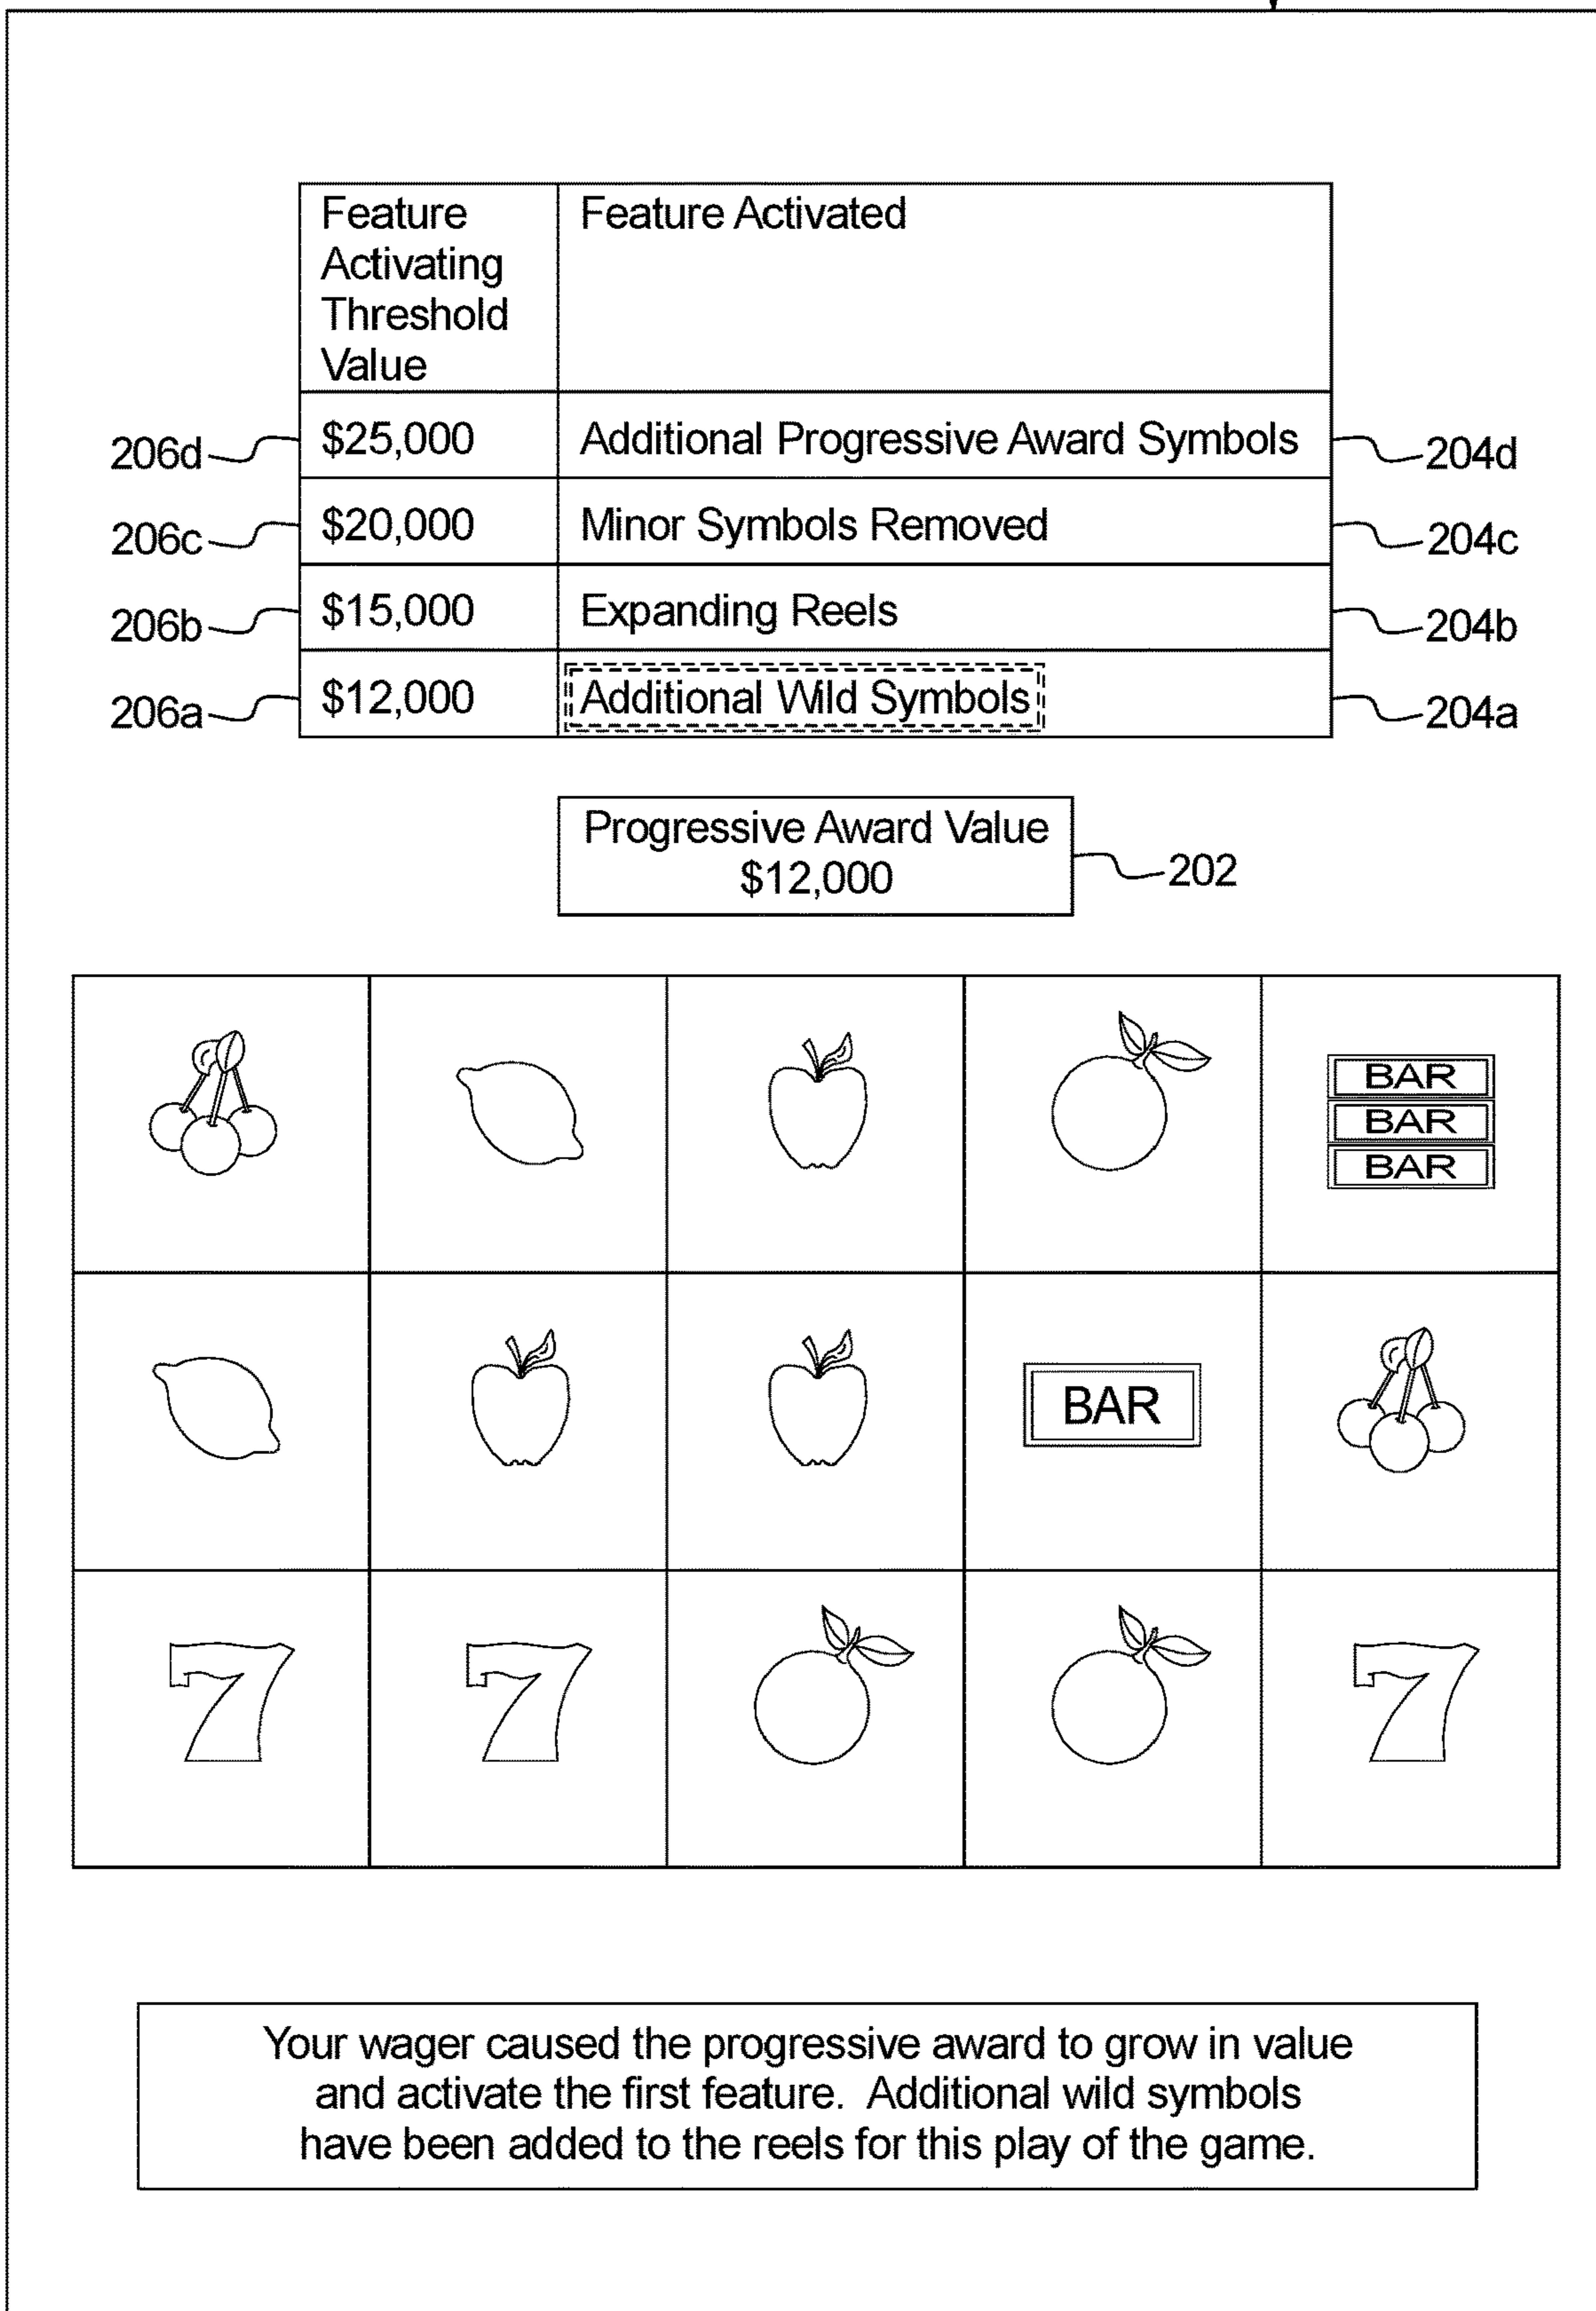 Feature Activating Threshold Value
Feature Activated
206d $25,000 Additional Progressive Award Symbols 204d
206c $20,000 Minor Symbols Removed 204c
206b $15,000 Expanding Reels 204b
206a $12,000 Additional Wild Symbols 204a
Progressive Award Value
$12,000
202
BAR
BAR
BAR
BAR
7 7 7
Your wager caused the progressive award to grow in value
and activate the first feature. Additional wild symbols
have been added to the reels for this play of the game.